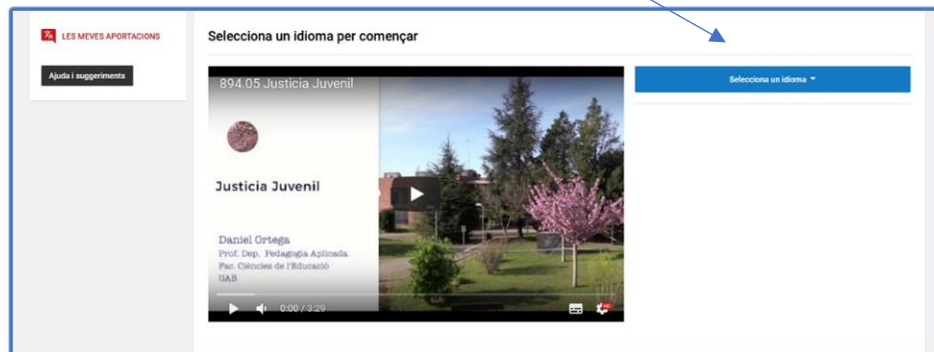 LES MEVES APORTACIONS
Ajuda i suggeriments
Selecciona un idioma per començar
894.05 Justicia Juvenil
Justicia Juvenil
Daniel Ortega
Prof. Dep. Pedagogia Aplicada
Fac. Ciències de l'Educació
UAB
0:00 / 3:29
HD
Selecciona un idioma